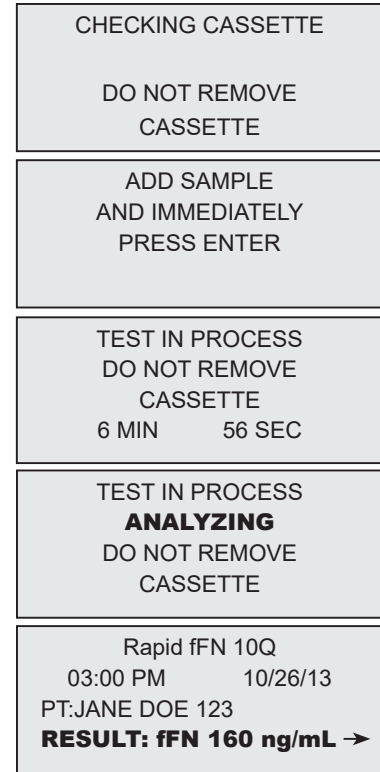 CHECKING CASSETTE
DO NOT REMOVE
CASSETTE
ADD SAMPLE
AND IMMEDIATELY
PRESS ENTER
TEST IN PROCESS
DO NOT REMOVE
CASSETTE
6 MIN 56 SEC
TEST IN PROCESS
ANALYZING
DO NOT REMOVE
CASSETTE
Rapid fFN 10Q
03:00 PM 10/26/13
PT:JANE DOE 123
RESULT: fFN 160 ng/mL →